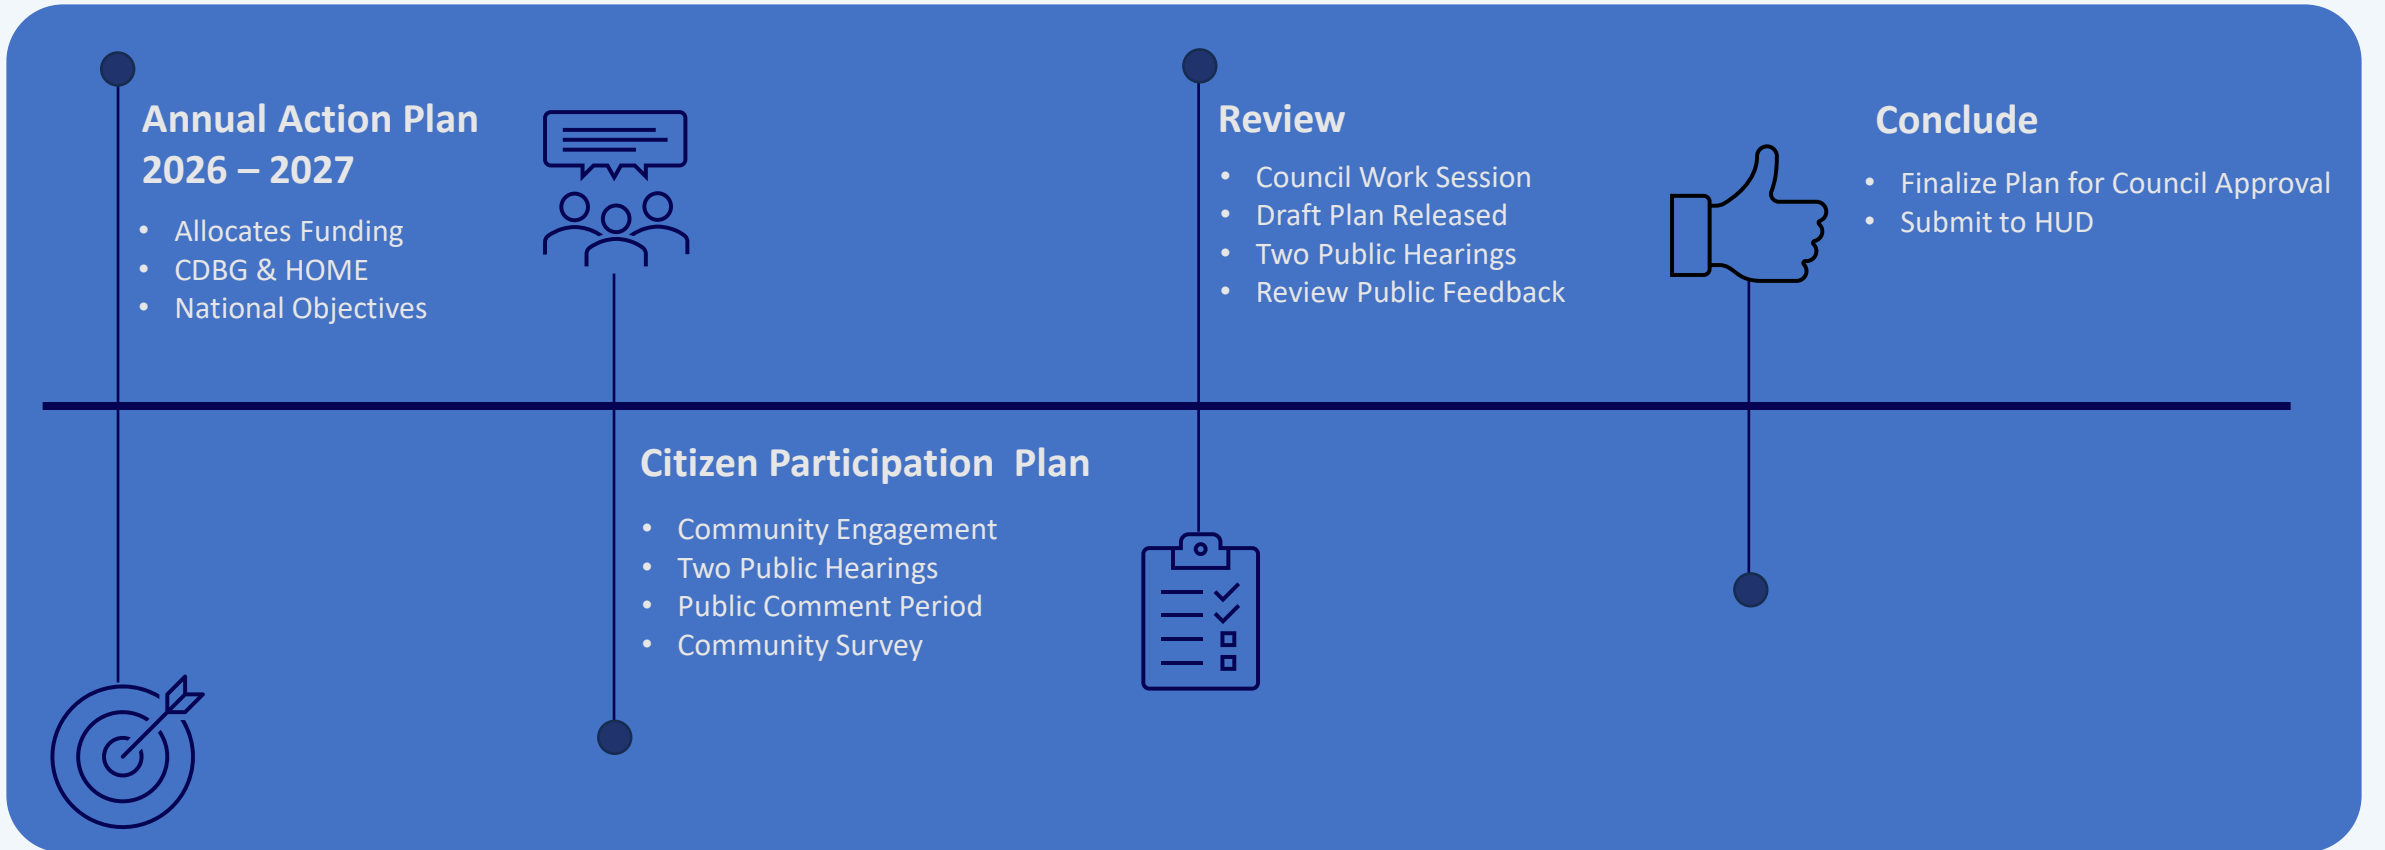 Annual Action Plan
2026 – 2027
• Allocates Funding
• CDBG & HOME
• National Objectives
Citizen Participation  Plan
• Community Engagement
• Two Public Hearings
• Public Comment Period
• Community Survey
Review
• Council Work Session
• Draft Plan Released
• Two Public Hearings
• Review Public Feedback
Conclude
• Finalize Plan for Council Approval
• Submit to HUD